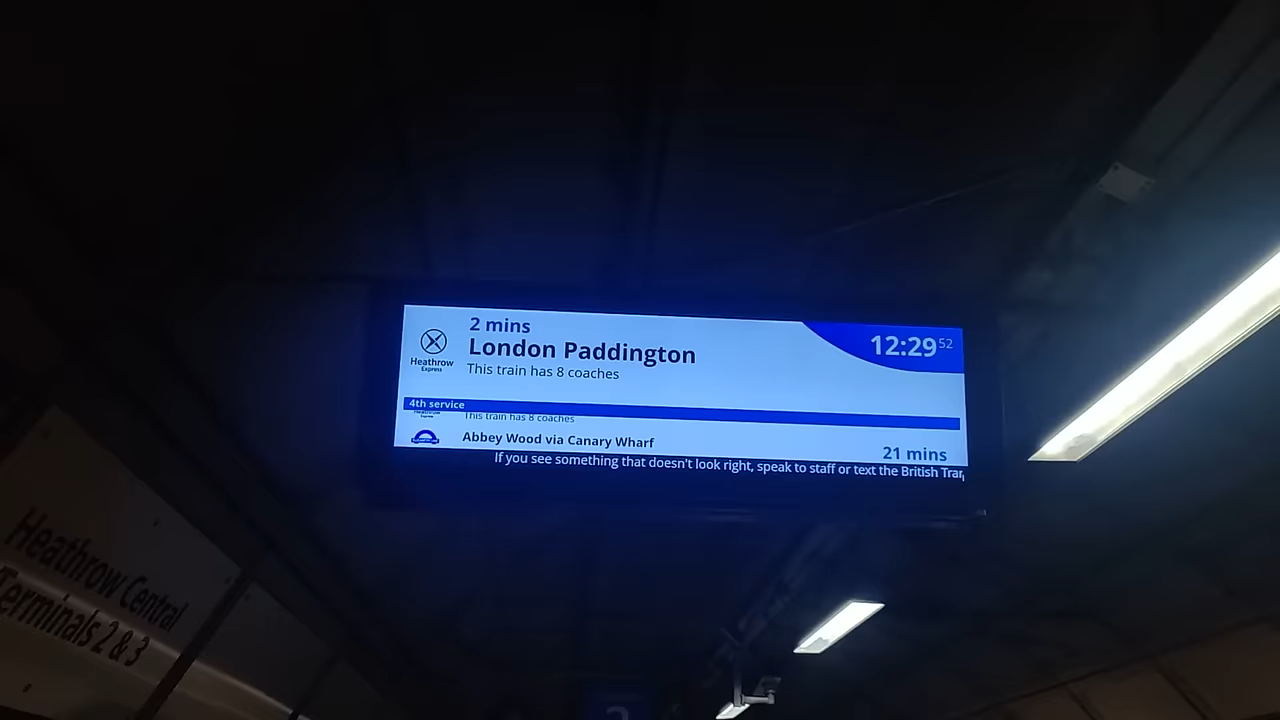 2 mins
12:29 52
London Paddington
Heathrow
Express
This train has 8 coaches
4th service
This train has 8 coaches
Abbey Wood via Canary Wharf
21 mins
If you see something that doesn't look right, speak to staff or text the British Tran
Heathrow Central
Terminals 2 & 3
2